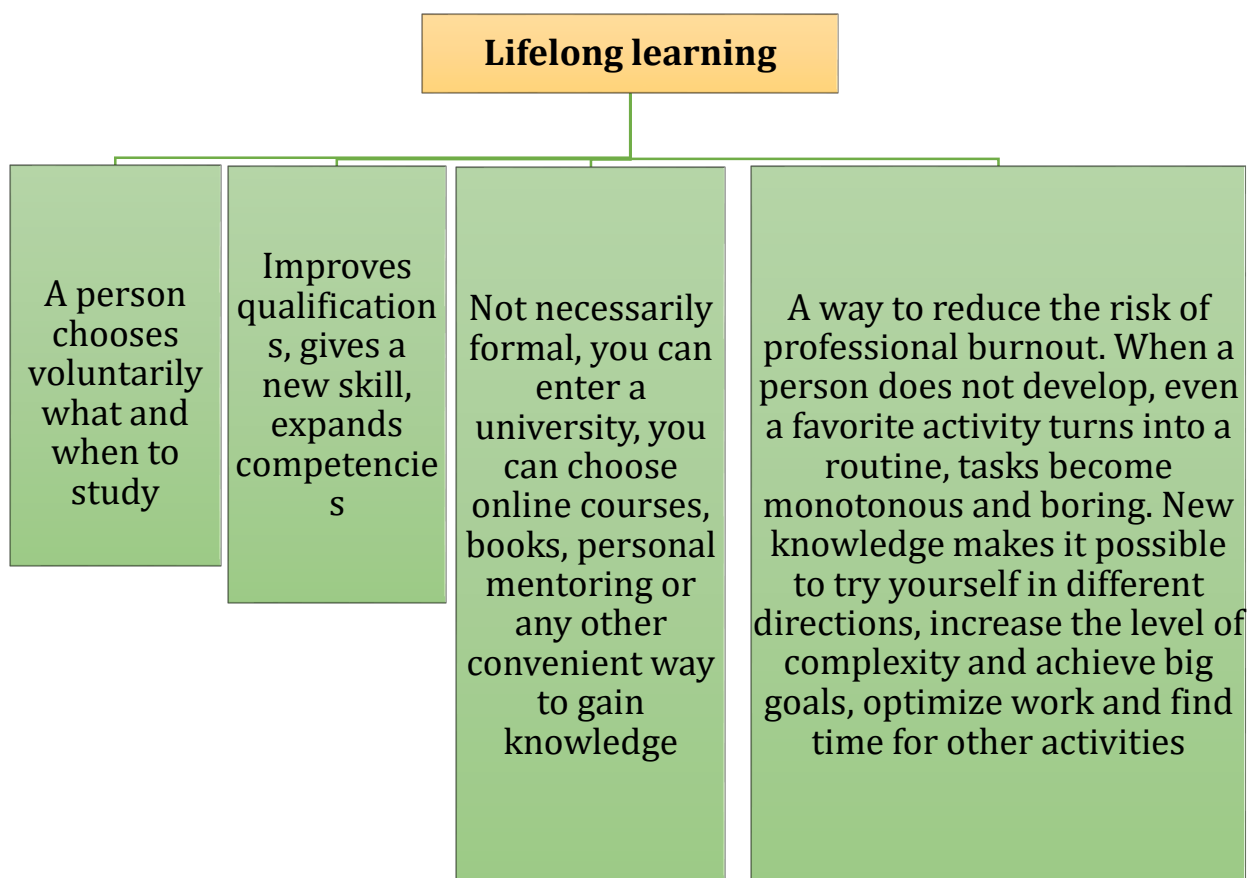 Lifelong learning
A person
chooses
voluntarily
what and
when to
study
Improves
qualification
s, gives a
new skill,
expands
competencie
s
Not necessarily
formal, you can
enter a
university, you
can choose
online courses,
books, personal
mentoring or
any other
convenient way
to gain
knowledge
A way to reduce the risk of
professional burnout. When a
person does not develop, even
a favorite activity turns into a
routine, tasks become
monotonous and boring. New
knowledge makes it possible
to try yourself in different
directions, increase the level of
complexity and achieve big
goals, optimize work and find
time for other activities